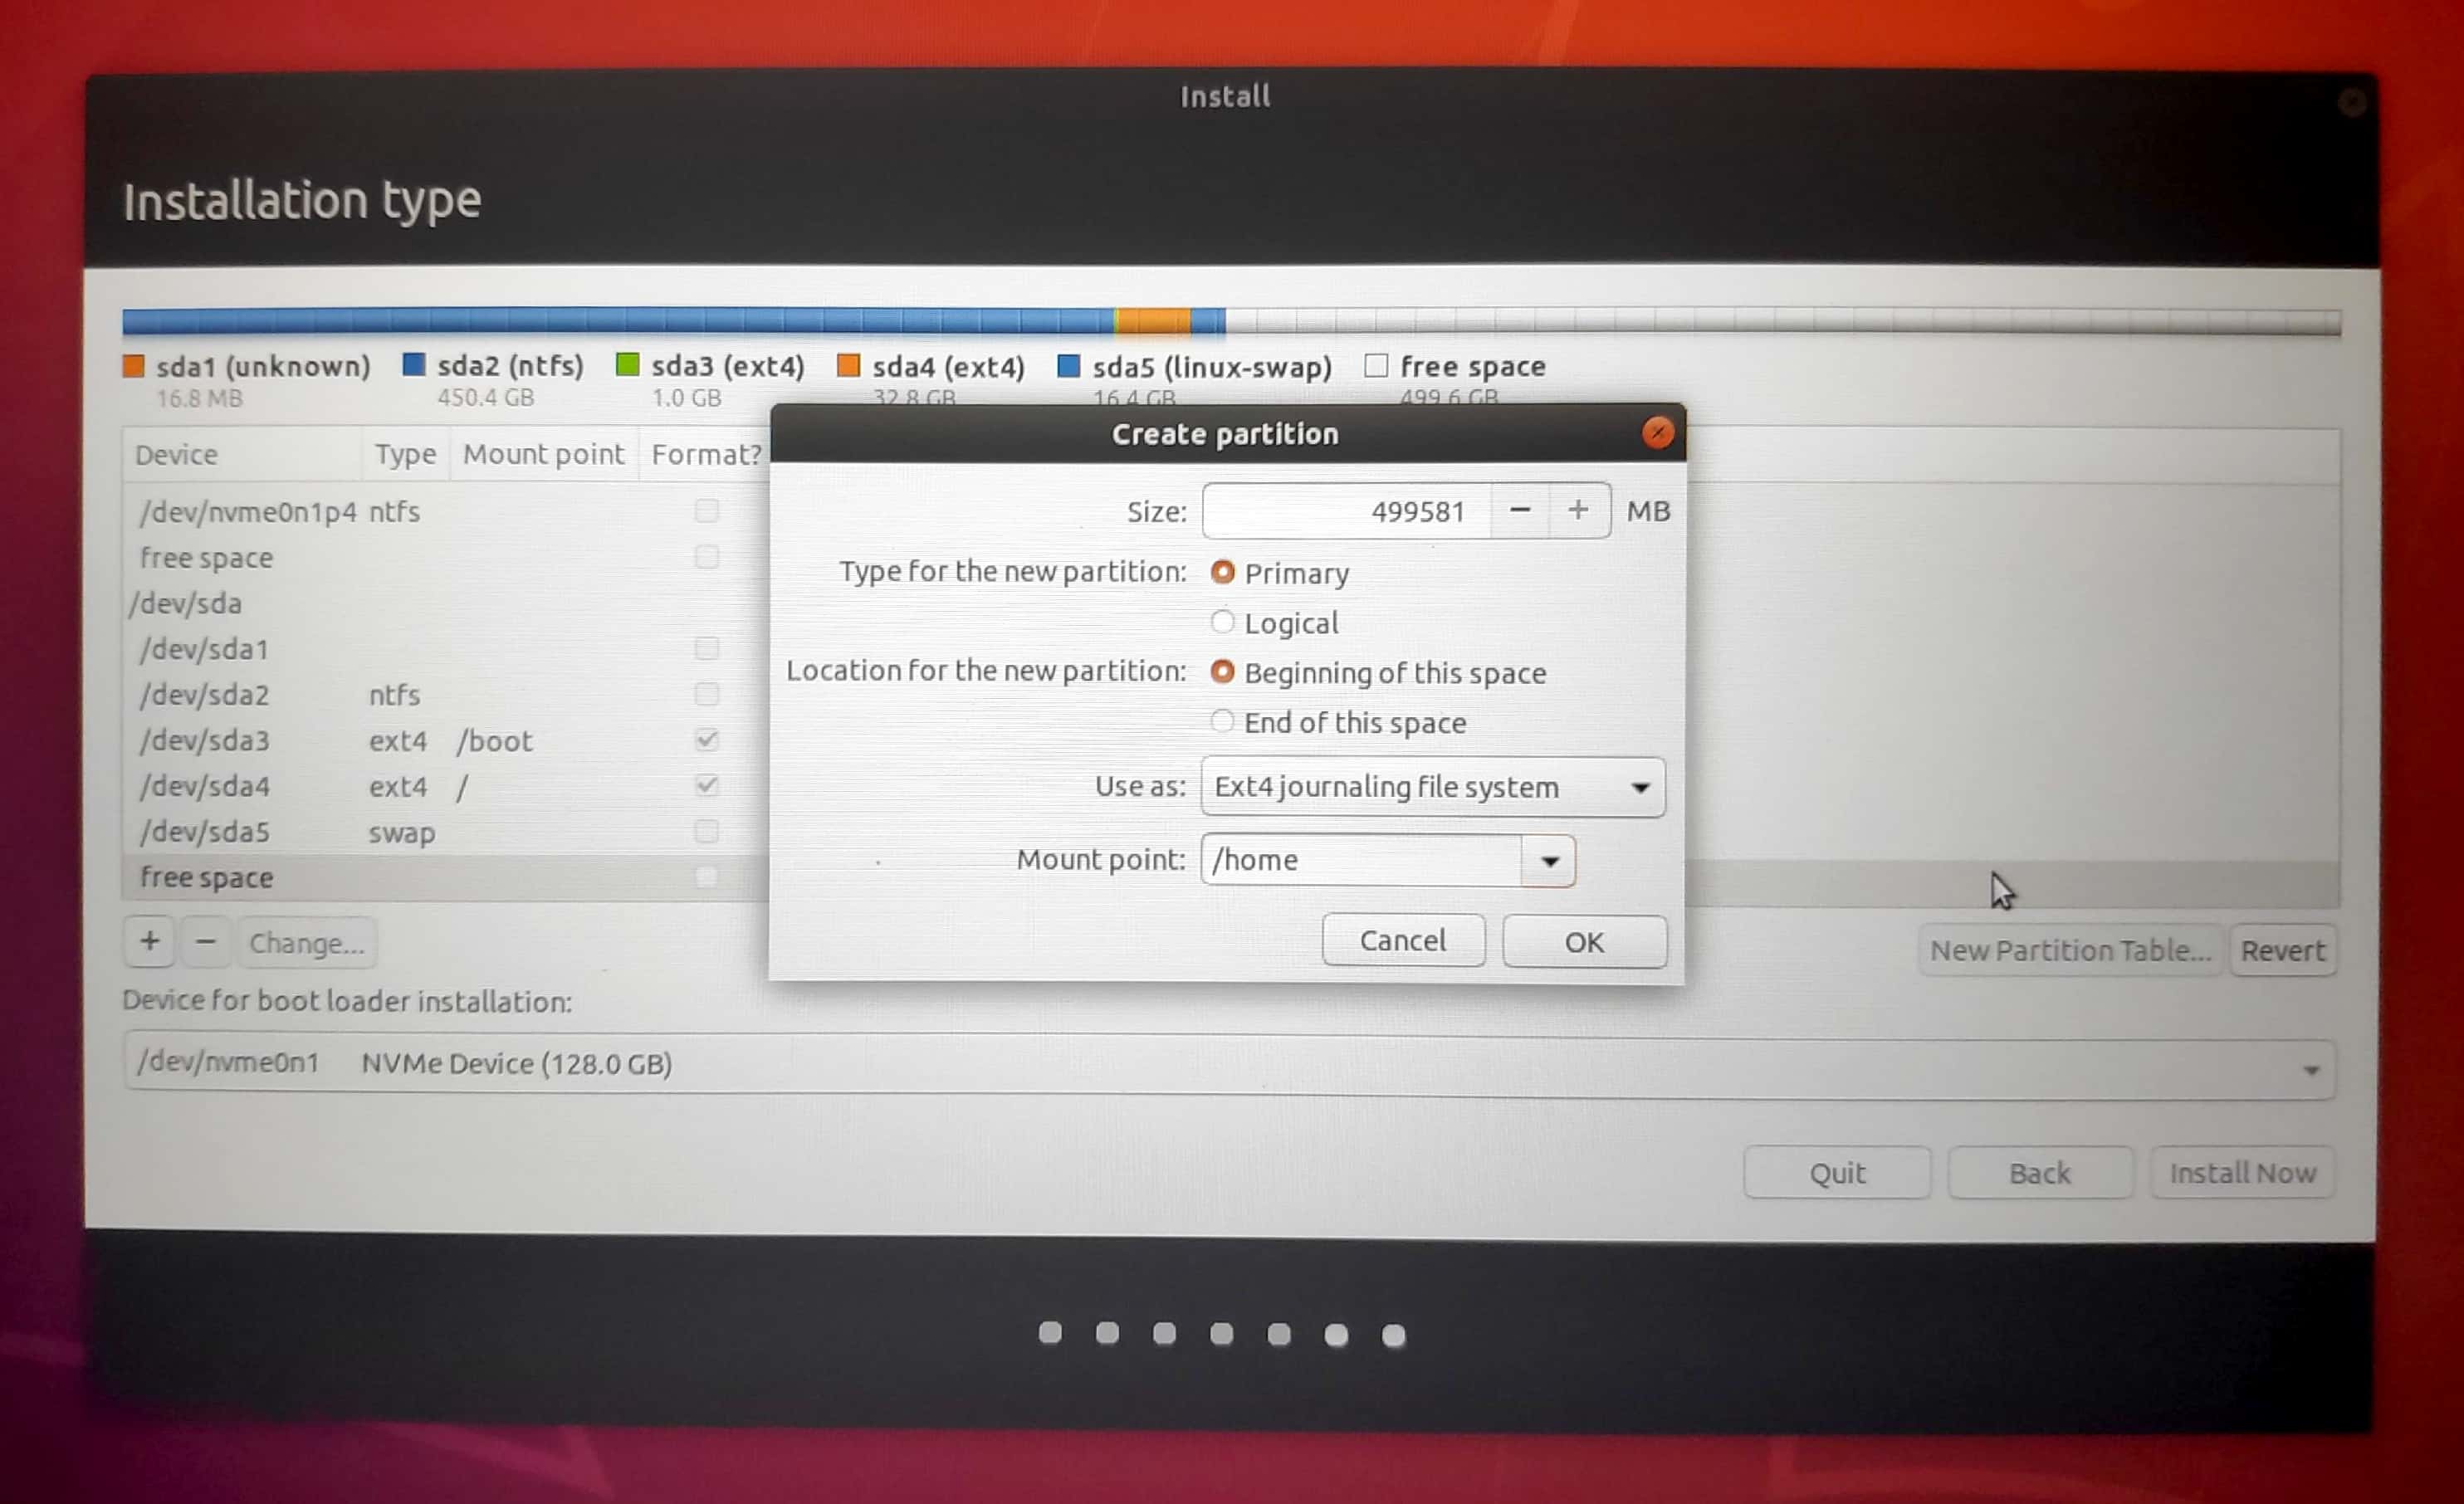 Install
Installation type
sda1 (unknown) sda2 (ntfs) sda3 (ext4) sda4 (ext4) sda5 (linux-swap) free space
16.8 MB 450.4 GB 1.0 GB 32.8 GB 16.4 GB 499.6 GB
Device Type Mount point Format?
/dev/nvme0n1p4 ntfs
free space
/dev/sda
/dev/sda1
/dev/sda2 ntfs
/dev/sda3 ext4 /boot
/dev/sda4 ext4 /
/dev/sda5 swap
free space
+ − Change...
New Partition Table... Revert
Create partition
Size: 499581 − + MB
Type for the new partition: Primary
Logical
Location for the new partition: Beginning of this space
End of this space
Use as: Ext4 journaling file system
Mount point: /home
Cancel OK
Device for boot loader installation:
/dev/nvme0n1 NVMe Device (128.0 GB)
Quit Back Install Now